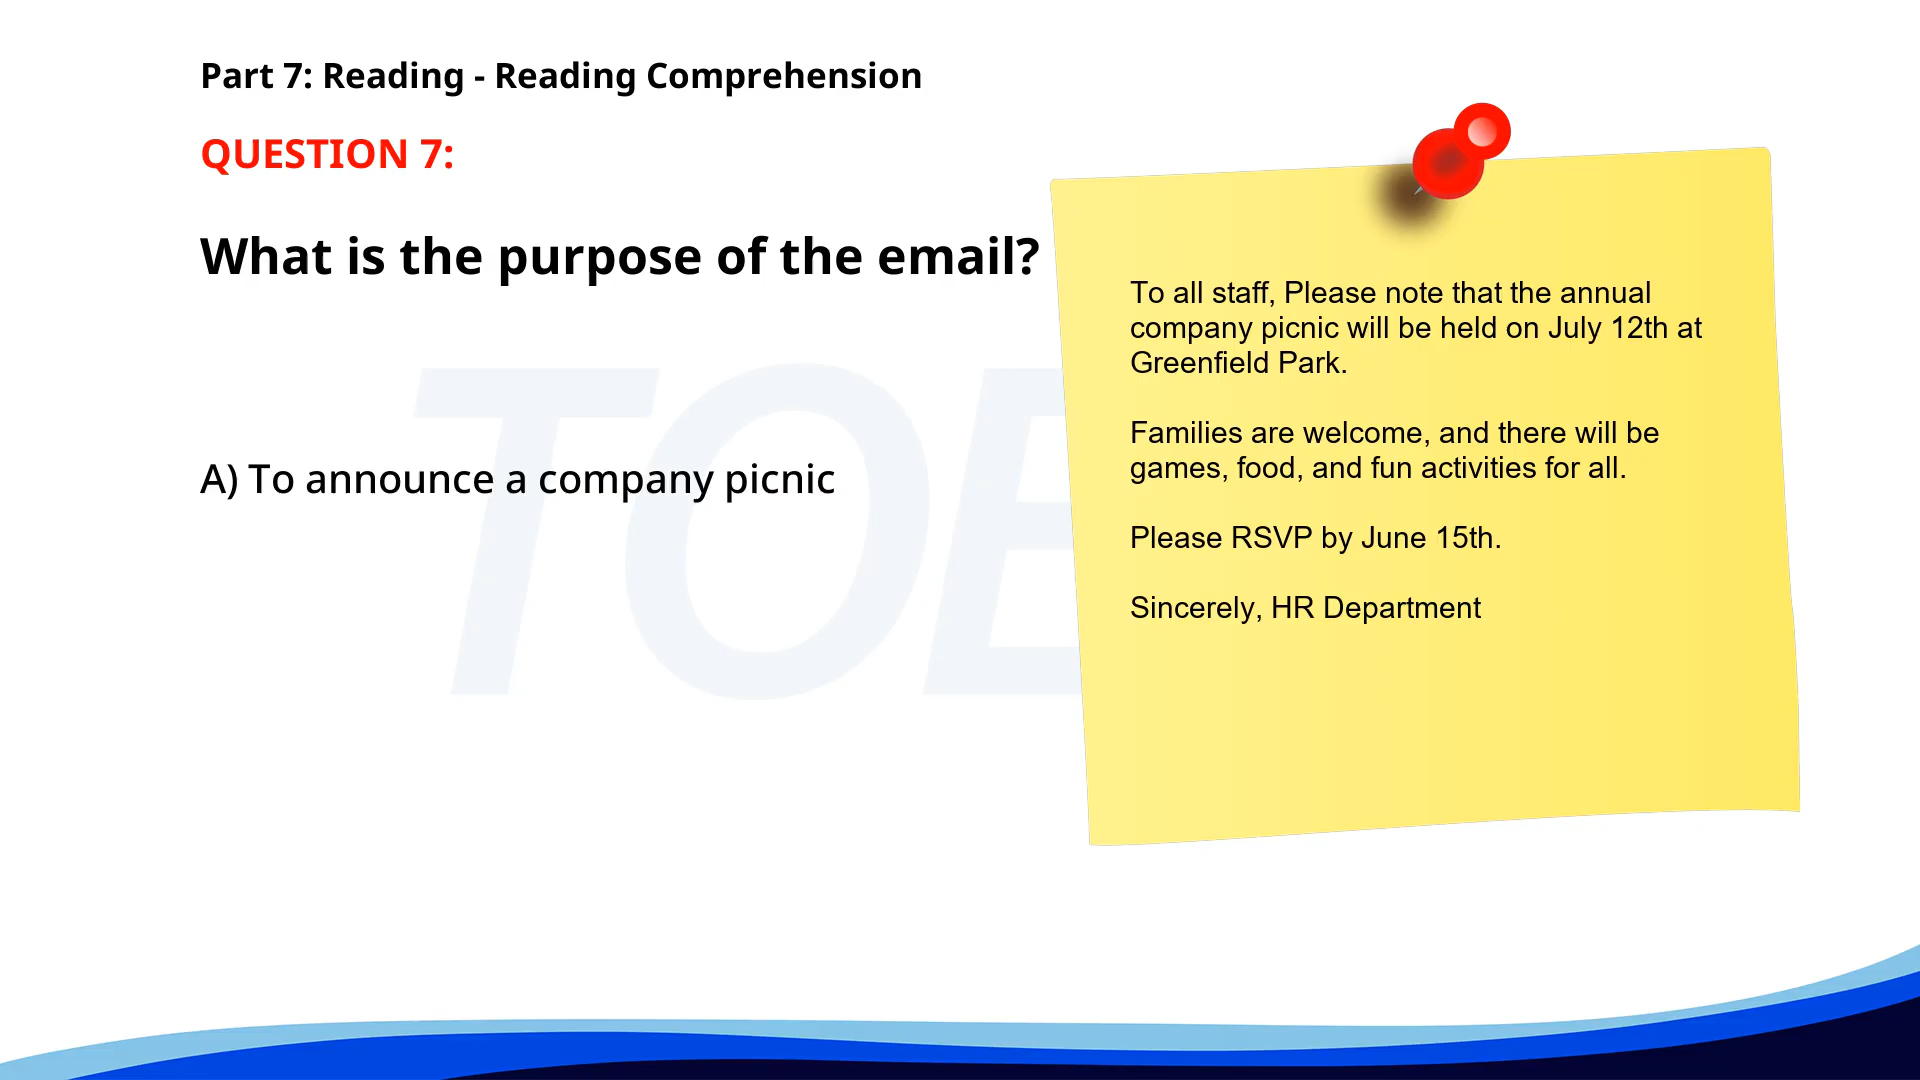 Part 7: Reading - Reading Comprehension
QUESTION 7:
What is the purpose of the email?
A) To announce a company picnic
To all staff, Please note that the annual
company picnic will be held on July 12th at
Greenfield Park.
Families are welcome, and there will be
games, food, and fun activities for all.
Please RSVP by June 15th.
Sincerely, HR Department